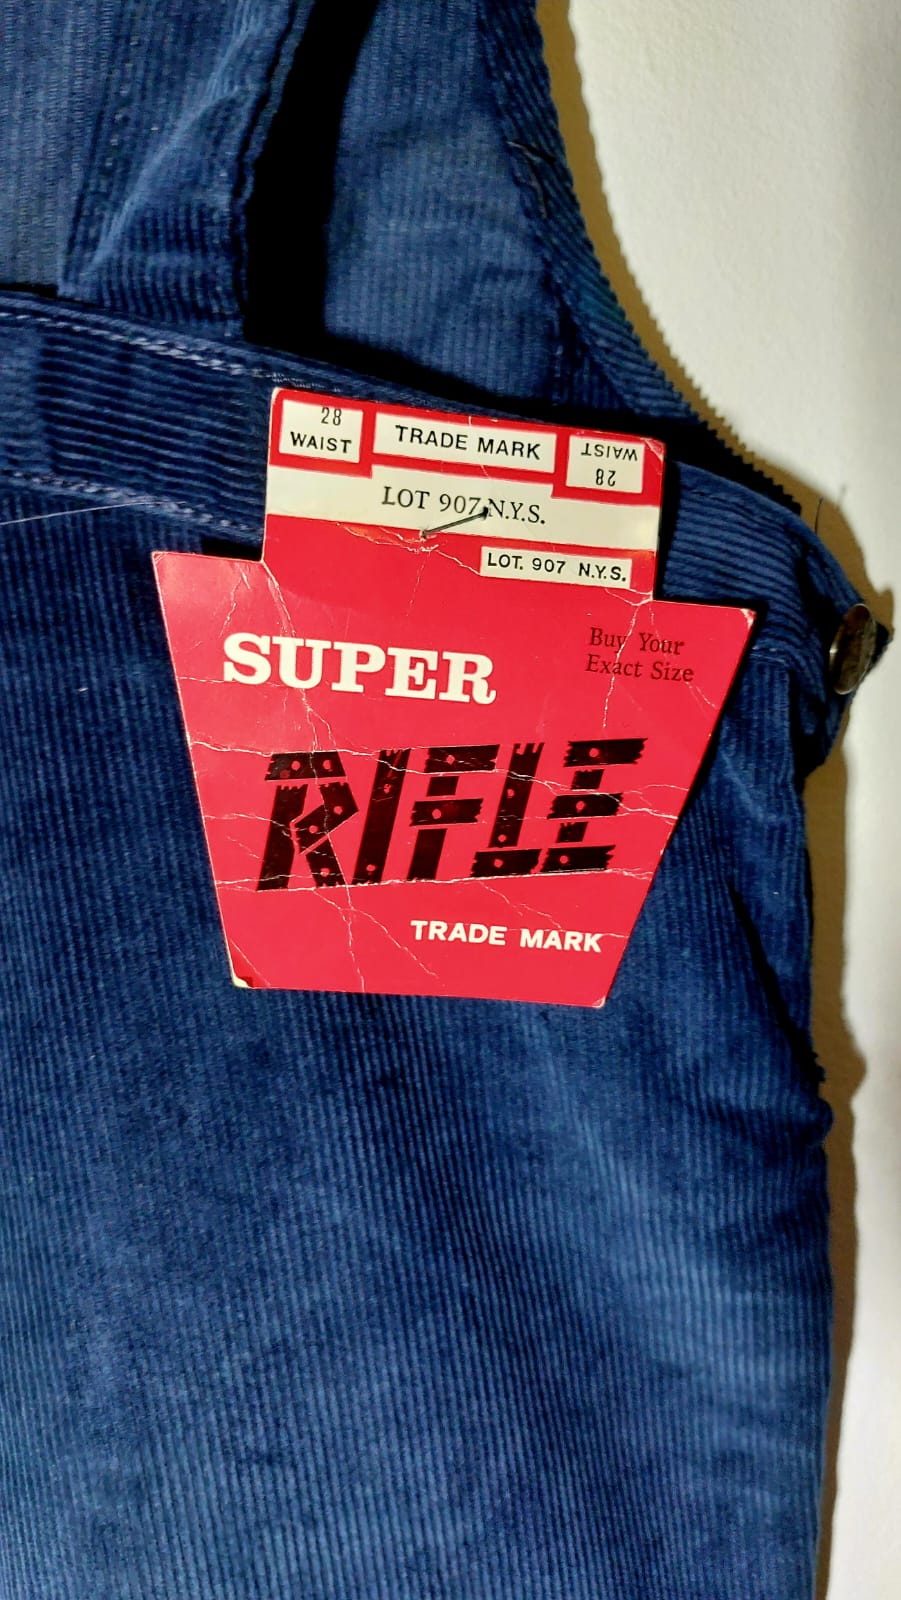 28
WAIST
TRADE MARK
WAIST
28
LOT 907 N.Y.S.
LOT. 907 N.Y.S.
SUPER
Buy Your
Exact Size
RIFLE
TRADE MARK